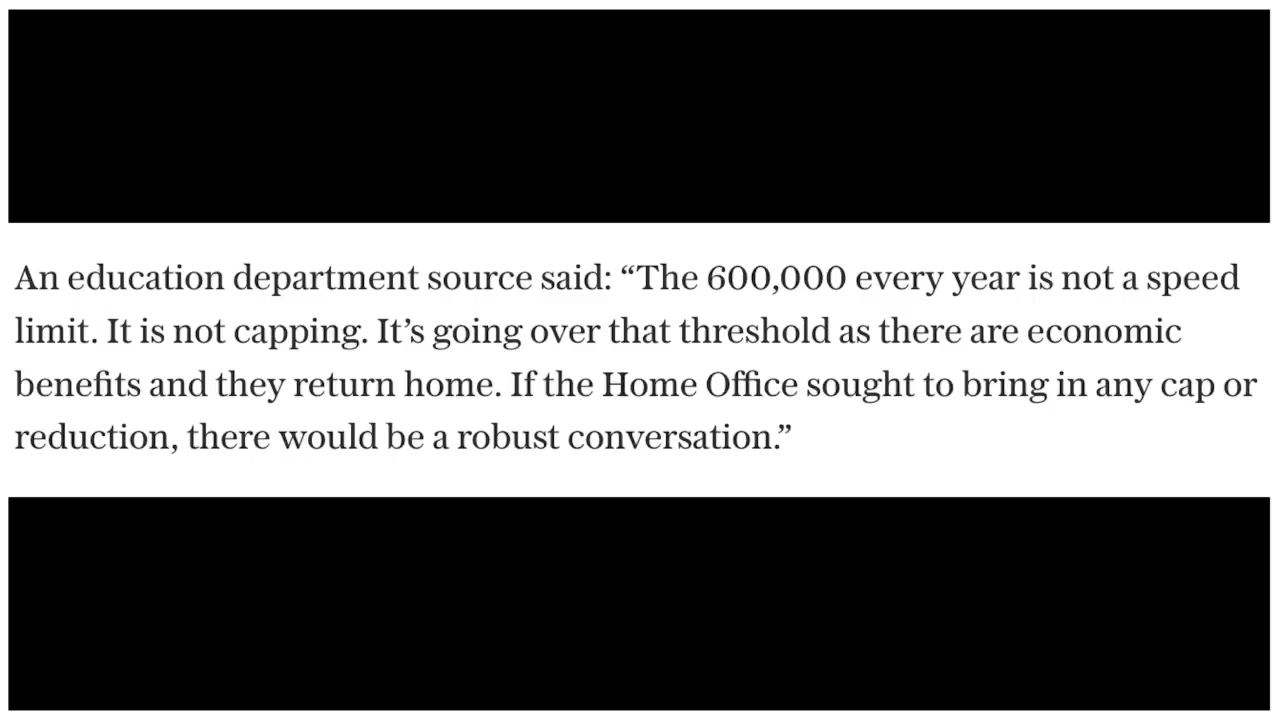 An education department source said: “The 600,000 every year is not a speed
limit. It is not capping. It’s going over that threshold as there are economic
benefits and they return home. If the Home Office sought to bring in any cap or
reduction, there would be a robust conversation.”